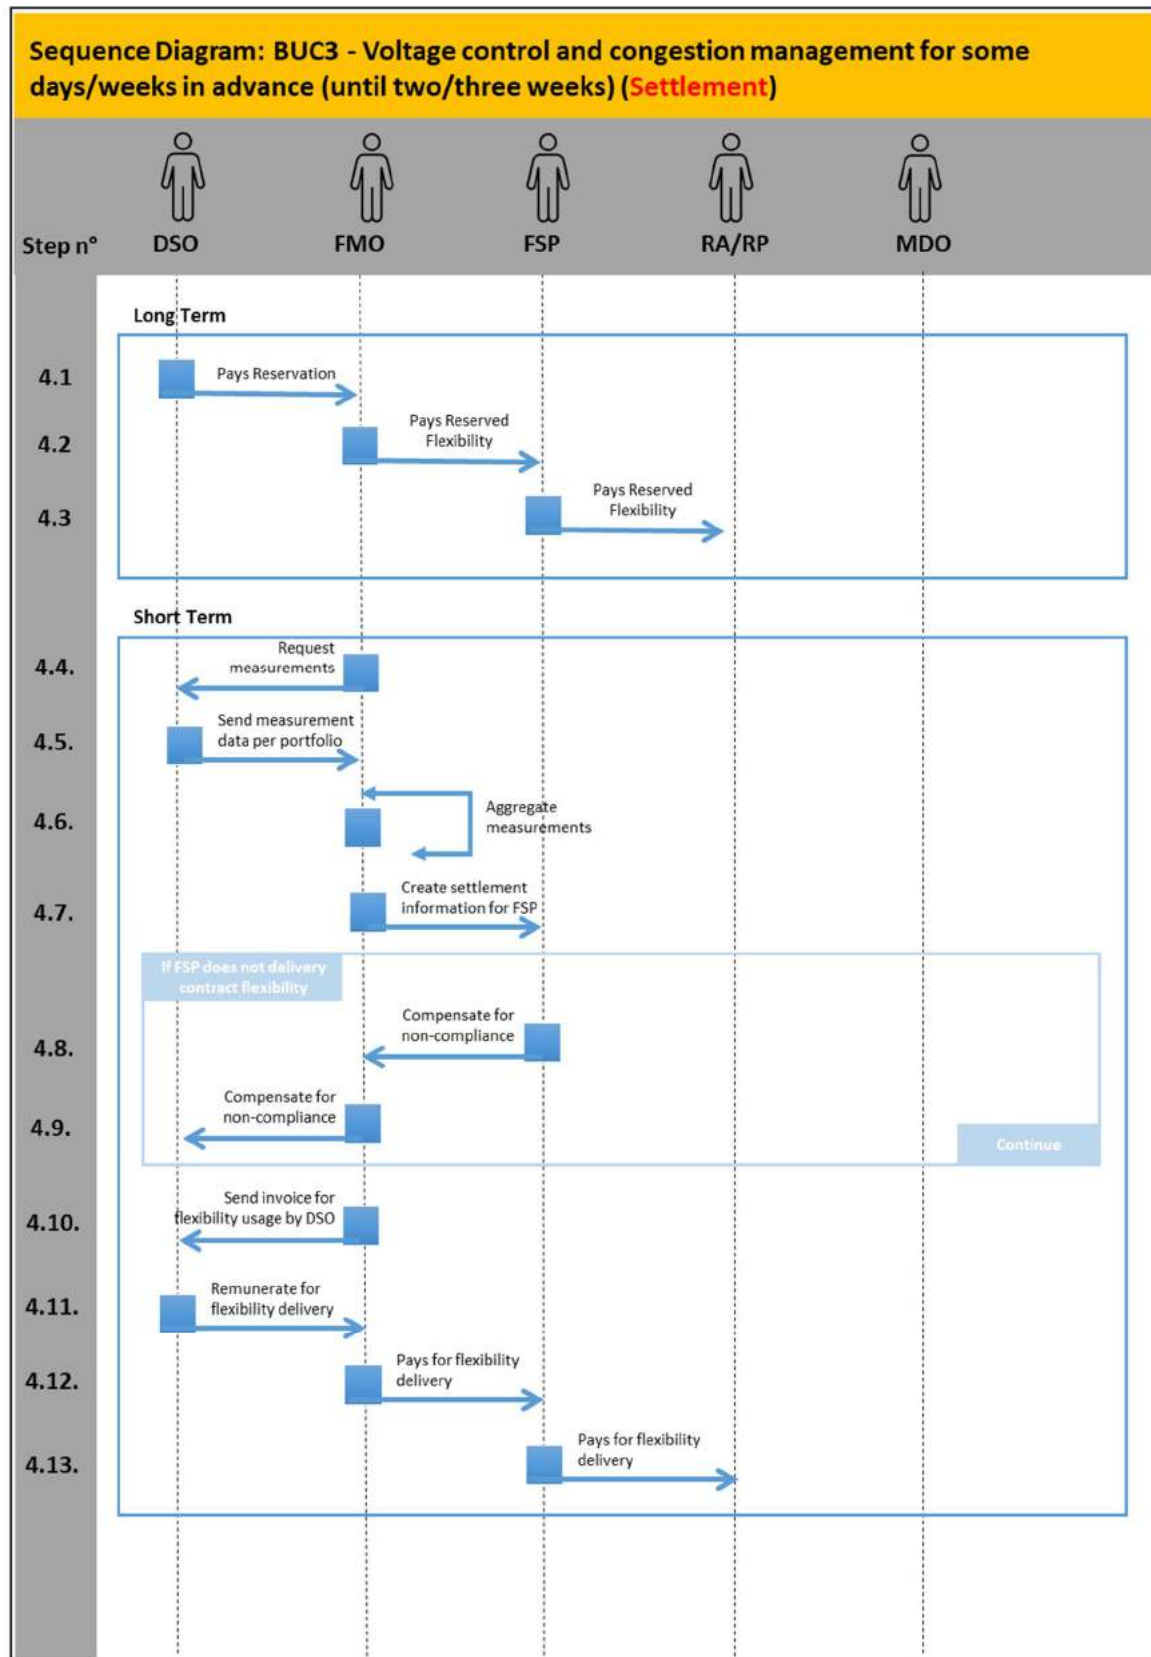 Sequence Diagram: BUC3 - Voltage control and congestion management for some
days/weeks in advance (until two/three weeks) (Settlement)
Step n° DSO FMO FSP RA/RP MDO
Long Term
4.1 Pays Reservation
4.2 Pays Reserved
Flexibility
4.3 Pays Reserved
Flexibility
Short Term
4.4. Request
measurements
4.5. Send measurement
data per portfolio
4.6. Aggregate
measurements
4.7. Create settlement
information for FSP
If FSP does not delivery
contract flexibility
4.8. Compensate for
non-compliance
4.9. Compensate for
non-compliance
Continue
4.10. Send invoice for
flexibility usage by DSO
4.11. Remunerate for
flexibility delivery
4.12. Pays for flexibility
delivery
4.13. Pays for flexibility
delivery